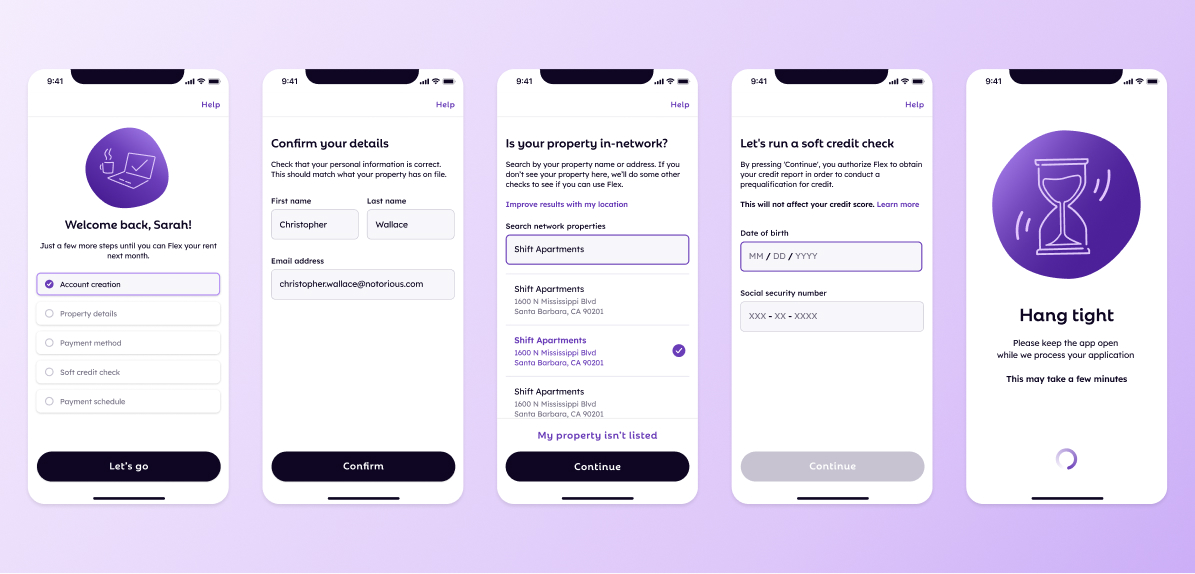 9:41
Help
Welcome back, Sarah!
Just a few more steps until you can Flex your rent
next month.
Account creation
Property details
Payment method
Soft credit check
Payment schedule
Let's go
9:41
Help
Confirm your details
Check that your personal information is correct.
This should match what your property has on file.
First name
Last name
Christopher
Wallace
Email address
christopher.wallace@notorious.com
Confirm
9:41
Help
Is your property in-network?
Search by your property name or address. If you
don't see your property here, we'll do some other
checks to see if you can use Flex.
Improve results with my location
Search network properties
Shift Apartments
Shift Apartments
1600 N Mississippi Blvd
Santa Barbara, CA 90201
Shift Apartments
1600 N Mississippi Blvd
Santa Barbara, CA 90201
Shift Apartments
1600 N Mississippi Blvd
Santa Barbara, CA 90201
My property isn't listed
Continue
9:41
Help
Let's run a soft credit check
By pressing 'Continue', you authorize Flex to obtain
your credit report in order to conduct a
prequalification for credit.
This will not affect your credit score. Learn more
Date of birth
MM / DD / YYYY
Social security number
XXX - XX - XXXX
Continue
9:41
Hang tight
Please keep the app open
while we process your application
This may take a few minutes